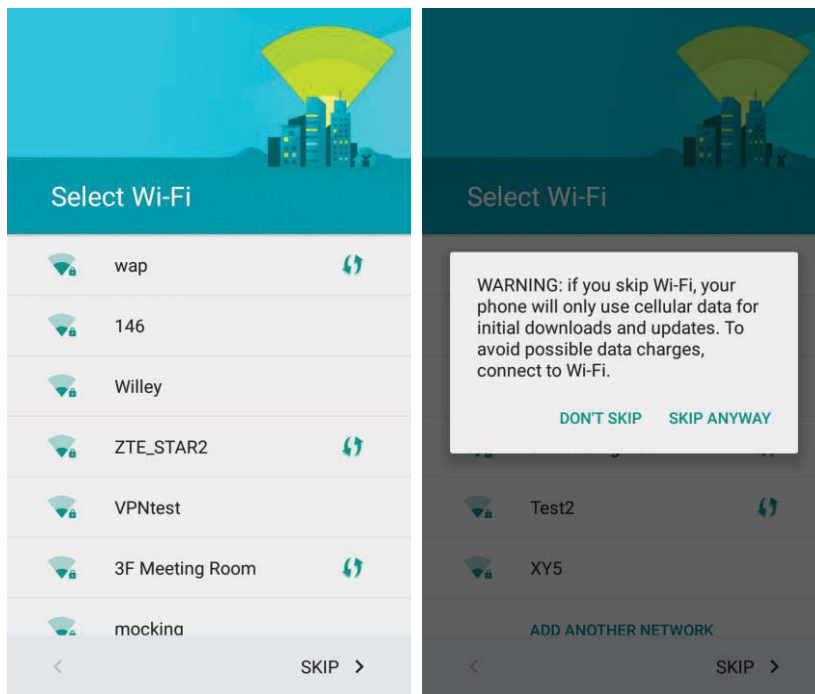 Select Wi-Fi
wap
146
Willey
ZTE_STAR2
VPNtest
3F Meeting Room
mocking
SKIP
Select Wi-Fi
WARNING: if you skip Wi-Fi, your
phone will only use cellular data for
initial downloads and updates. To
avoid possible data charges,
connect to Wi-Fi.
DON'T SKIP SKIP ANYWAY
Test2
XY5
ADD ANOTHER NETWORK
SKIP